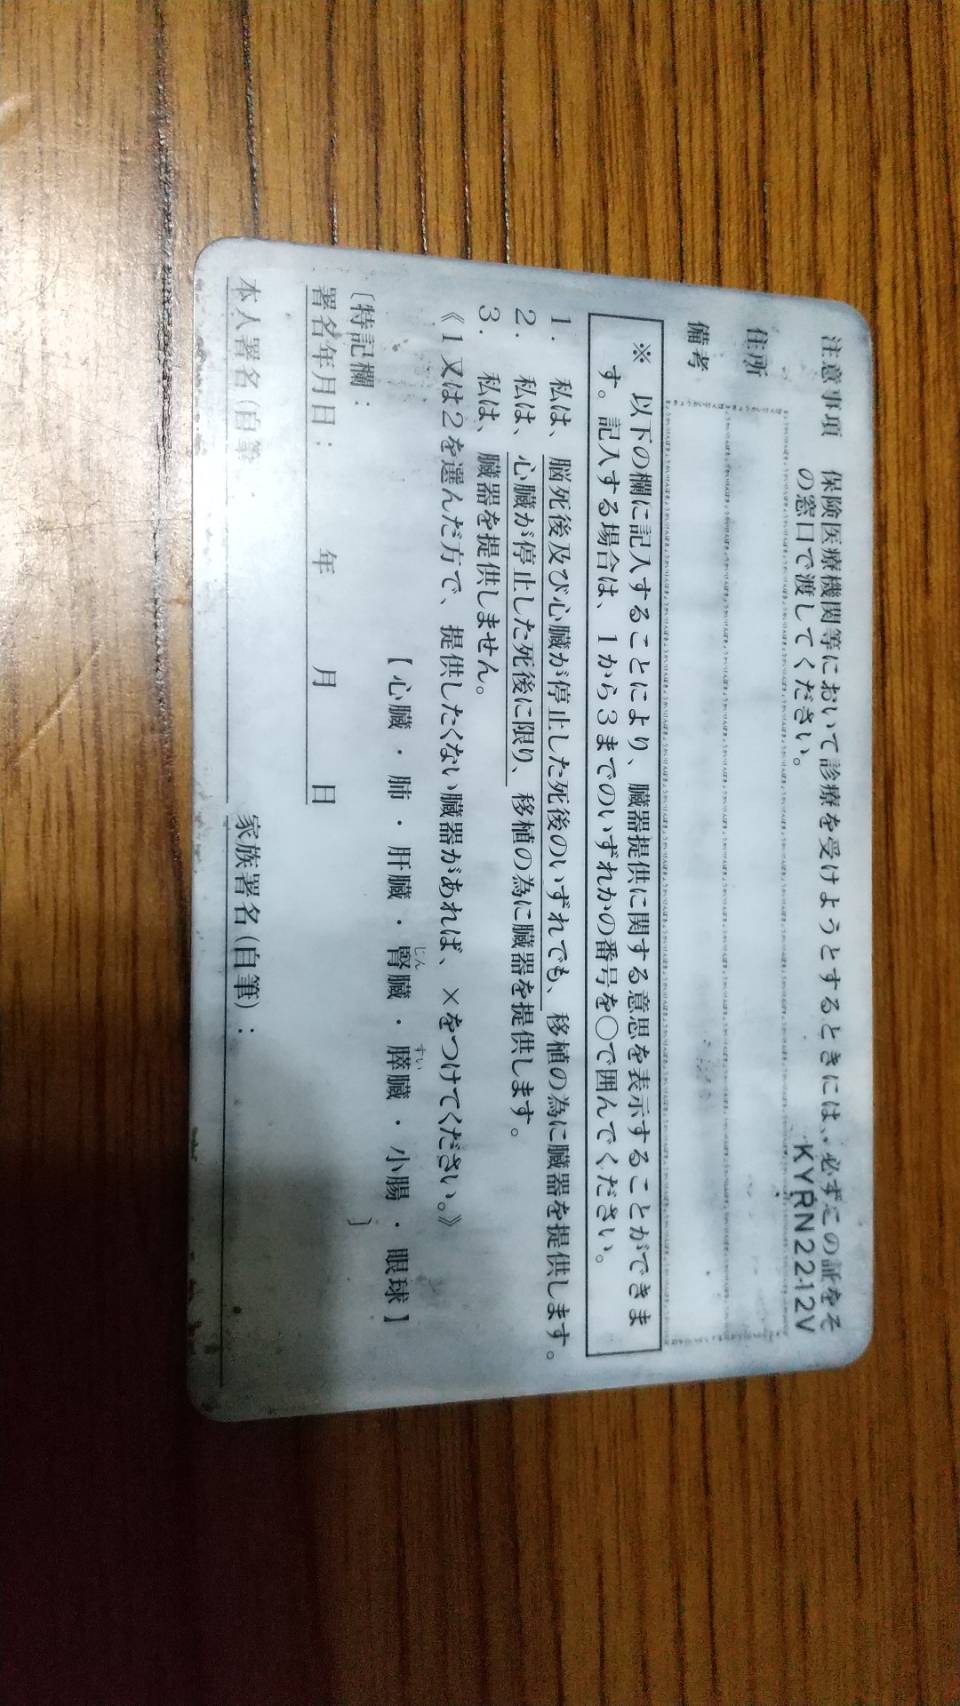 注意事項　保険医療機関等において診療を受けようとするときには、必ずこの証をそ
の窓口で渡してください。
KYRN2212V
住所
備考
※　以下の欄に記入することにより、臓器提供に関する意思を表示することができま
す。記入する場合は、1から3までのいずれかの番号を〇で囲んでください。
1.　私は、脳死後及び心臓が停止した死後のいずれでも、移植の為に臓器を提供します。
2.　私は、心臓が停止した死後に限り、移植の為に臓器を提供します。
3.　私は、臓器を提供しません。
《1又は2を選んだ方で、提供したくない臓器があれば、×をつけてください。》
【心臓・肺・肝臓・腎臓・膵臓・小腸・眼球】
じん
すい
〔特記欄：　〕
署名年月日：　年　月　日
本人署名(自筆　家族署名(自筆)：